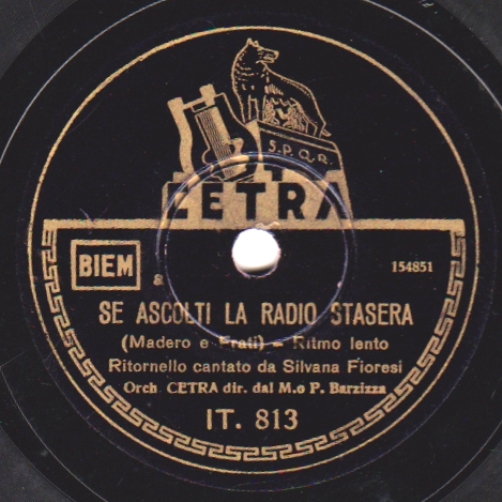 S.P.Q.R.
CETRA
BIEM
154851
SE ASCOLTI LA RADIO STASERA
(Madero e Frati) - Ritmo lento
Ritornello cantato da Silvana Fioresi
Orch. CETRA dir. dal M.o P. Barzizza
IT. 813